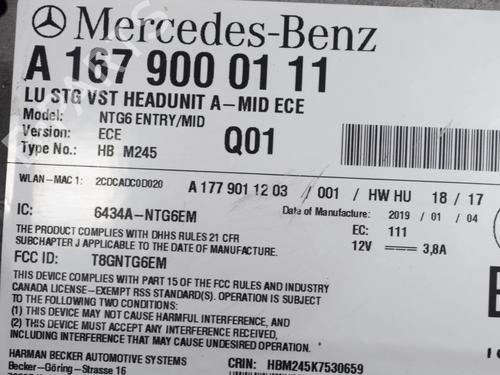 Mercedes-Benz
A 167 900 01 11
LU STG VST HEADUNIT A-MID ECE
Model: NTG6 ENTRY/MID
Version: ECE
Q01
Type No.: HB M245
WLAN-MAC 1: 2CDCADC0D020
A 177 901 12 03 / 001 / HW HU 18 / 17
IC: 6434A-NTG6EM
Date of Manufacture: 2019 / 01 / 04
EC: 111
12V 3,8A
THE PRODUCT COMPLIES WITH DHHS RULES 21 CFR
SUBCHAPTER J APPLICABLE TO THE DATE OF MANUFACTURE.
FCC ID: T8GNTG6EM
THIS DEVICE COMPLIES WITH PART 15 OF THE FCC RULES AND INDUSTRY
CANADA LICENSE-EXEMPT RSS STANDARD(S). OPERATION IS SUBJECT
TO THE FOLLOWING TWO CONDITIONS:
(1) THIS DEVICE MAY NOT CAUSE HARMFUL INTERFERENCE, AND
(2) THIS DEVICE MUST ACCEPT ANY INTERFERENCE RECEIVED,
INCLUDING INTERFERENCE THAT MAY CAUSE UNDESIRED OPERATION.
HARMAN BECKER AUTOMOTIVE SYSTEMS
Becker-Göring-Strasse 16
CRIN: HBM245K7530659